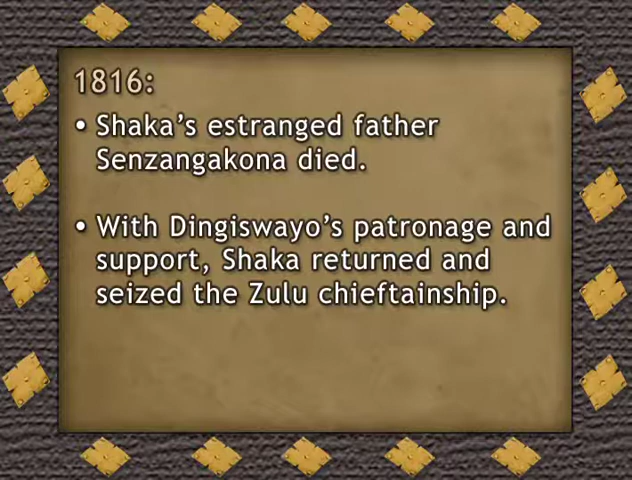 1816:
• Shaka's estranged father
Senzangakona died.
• With Dingiswayo's patronage and
support, Shaka returned and
seized the Zulu chieftainship.